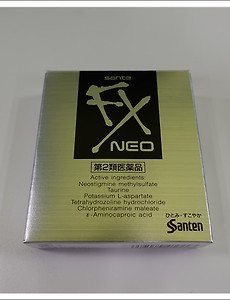 sante
FX
NEO
第2類医薬品
Active ingredients:
Neostigmine methylsulfate
Taurine
Potassium L-aspartate
Tetrahydrozoline hydrochloride
Chlorpheniramine maleate
ε-Aminocaproic acid
ひとみ・すこやか
Santen